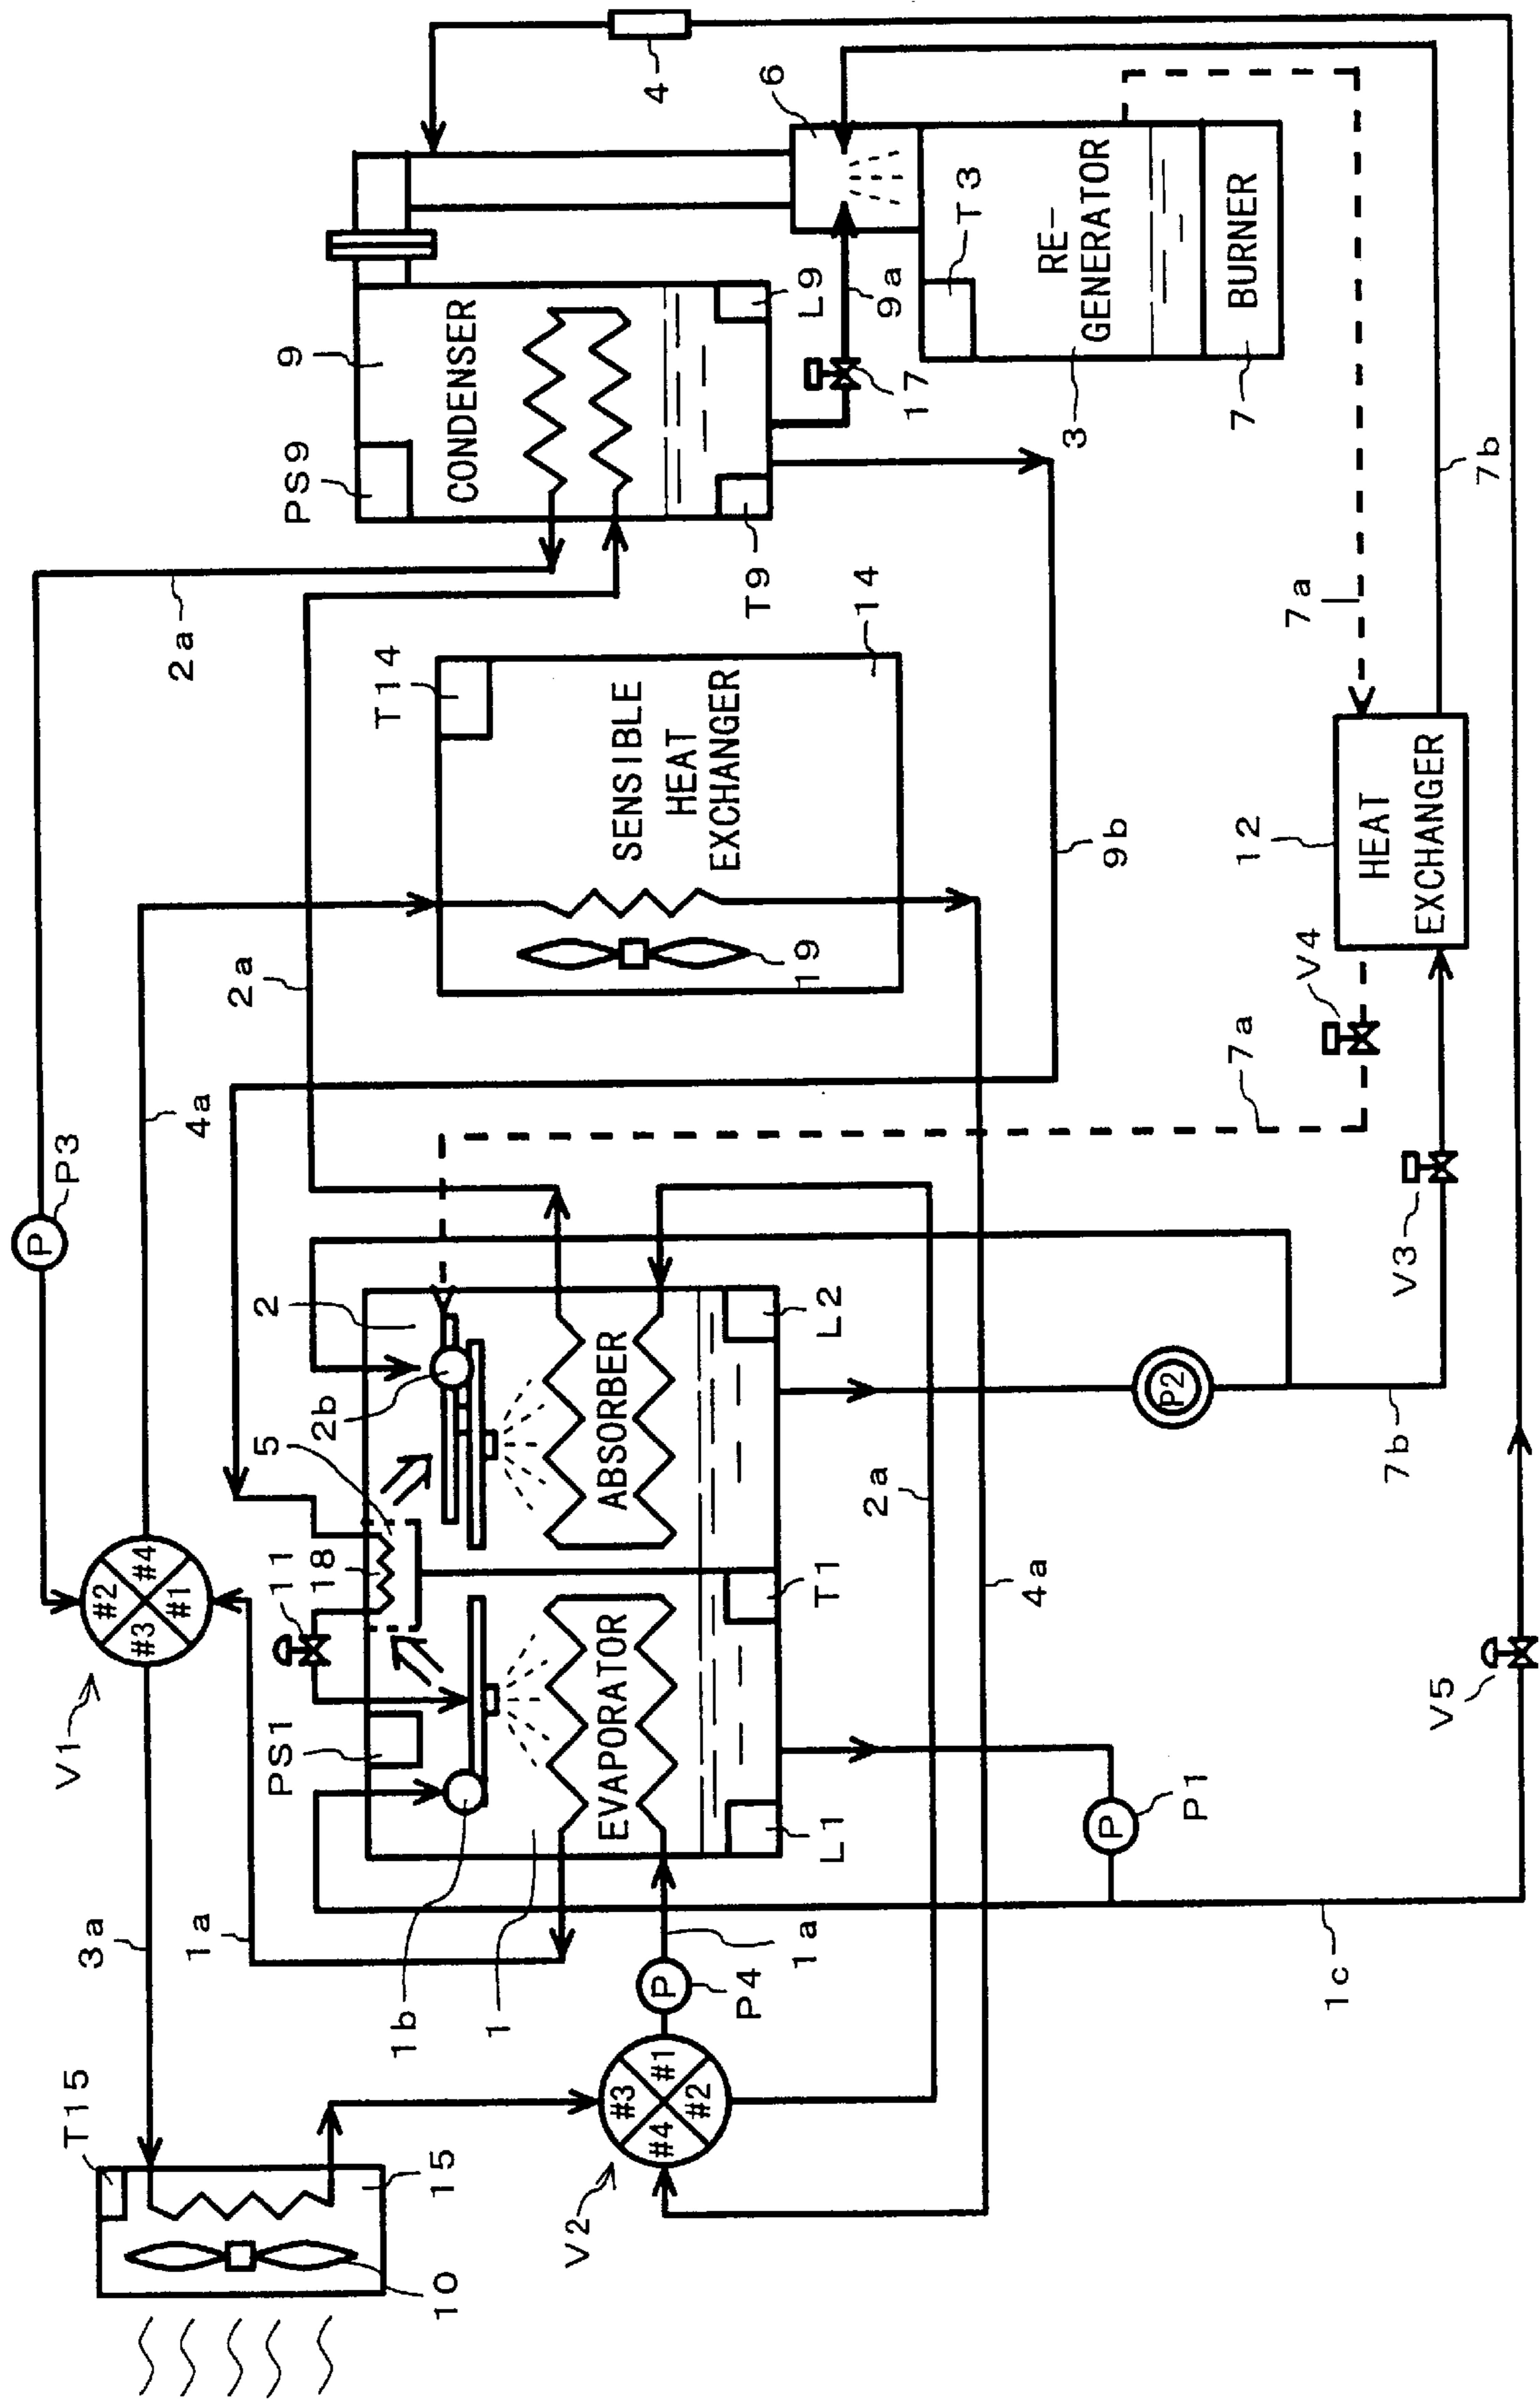 4
6
9
PS9
CONDENSER
L9
9a
17
T3
RE-
GENERATOR
BURNER
3
7
2a
T9
7b
7a
T14
14
SENSIBLE
HEAT
EXCHANGER
9b
12
HEAT
EXCHANGER
19
V4
2a
4a
7a
P3
P
V3
2
2b
5
ABSORBER
L2
P2
7b
2a
#4
#2
#1
#3
V1
11
18
T1
4a
PS1
EVAPORATOR
L1
P
P1
V5
3a
1a
1b
1
P
P4
1a
1c
T15
15
10
#3
#1
#2
#4
V2